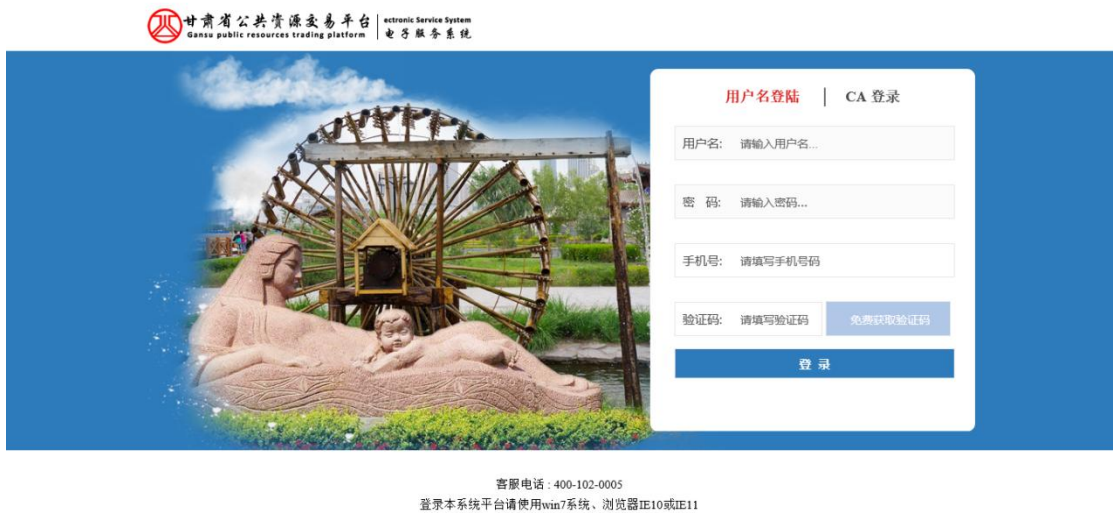 甘肃省公共资源交易平台
Gansu public resources trading platform
ectronic Service System
电子服务系统
用户名登陆 | CA 登录
用户名: 请输入用户名...
密 码: 请输入密码...
手机号: 请填写手机号码
验证码: 请填写验证码 免费获取验证码
登 录
客服电话 : 400-102-0005
登录本系统平台请使用win7系统、浏览器IE10或IE11